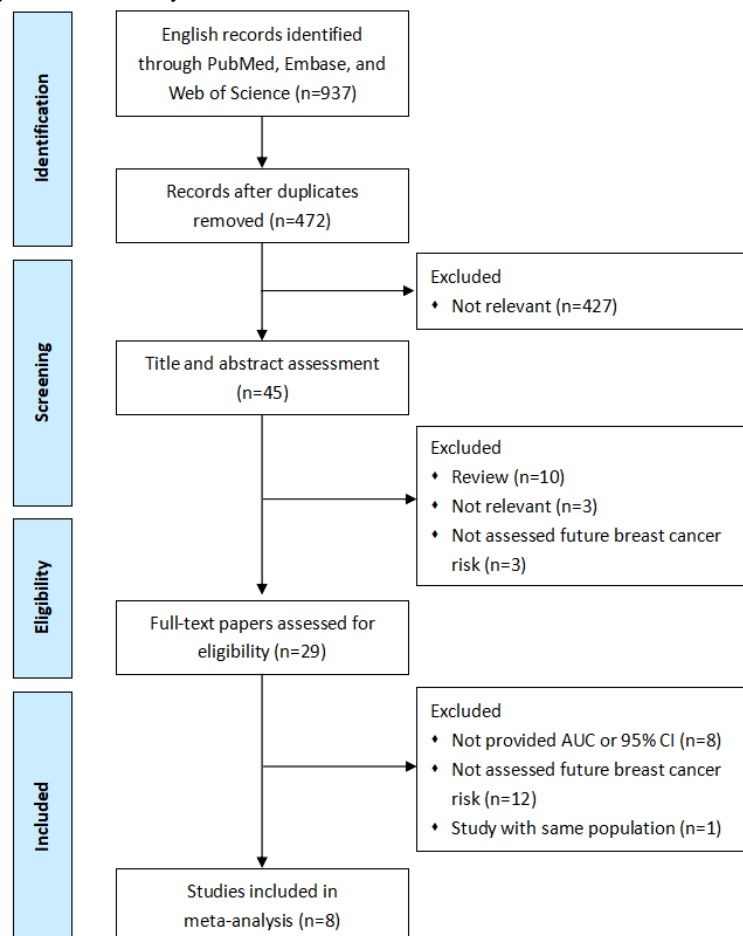 Identification
English records identified
through PubMed, Embase, and
Web of Science (n=937)
Records after duplicates
removed (n=472)
Screening
Excluded
♦ Not relevant (n=427)
Title and abstract assessment
(n=45)
Excluded
♦ Review (n=10)
♦ Not relevant (n=3)
♦ Not assessed future breast cancer
risk (n=3)
Eligibility
Full-text papers assessed for
eligibility (n=29)
Included
Excluded
♦ Not provided AUC or 95% CI (n=8)
♦ Not assessed future breast cancer
risk (n=12)
♦ Study with same population (n=1)
Studies included in
meta-analysis (n=8)